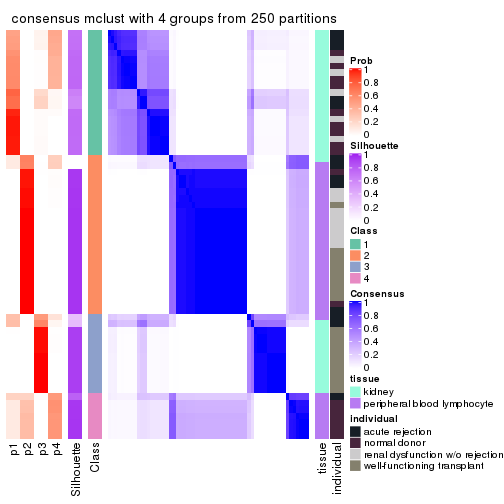 consensus mclust with 4 groups from 250 partitions
Prob
1
0.8
0.6
0.4
0.2
0
Silhouette
1
0.8
0.6
0.4
0.2
0
Class
1
2
3
4
Consensus
1
0.8
0.6
0.4
0.2
0
tissue
kidney
peripheral blood lymphocyte
individual
acute rejection
normal donor
renal dysfunction w/o rejection
well-functioning transplant
p1
p2
p3
p4
Silhouette
Class
tissue
individual